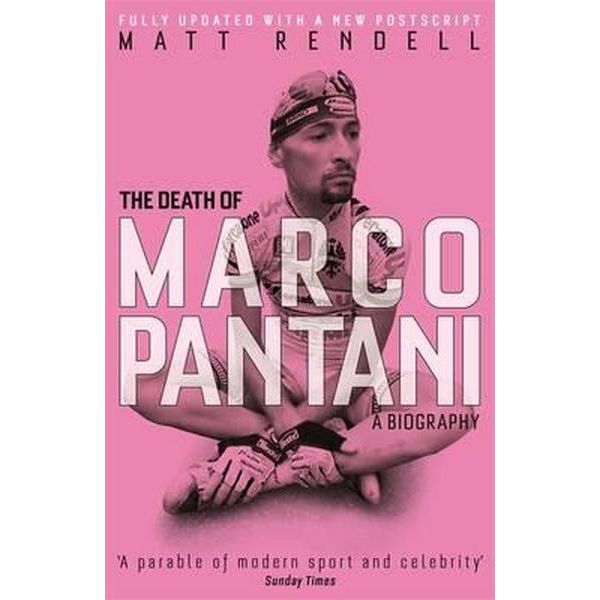 FULLY UPDATED WITH A NEW POSTSCRIPT
MATT RENDELL
THE DEATH OF
MARCO
PANTANI
A BIOGRAPHY
'A parable of modern sport and celebrity'
Sunday Times